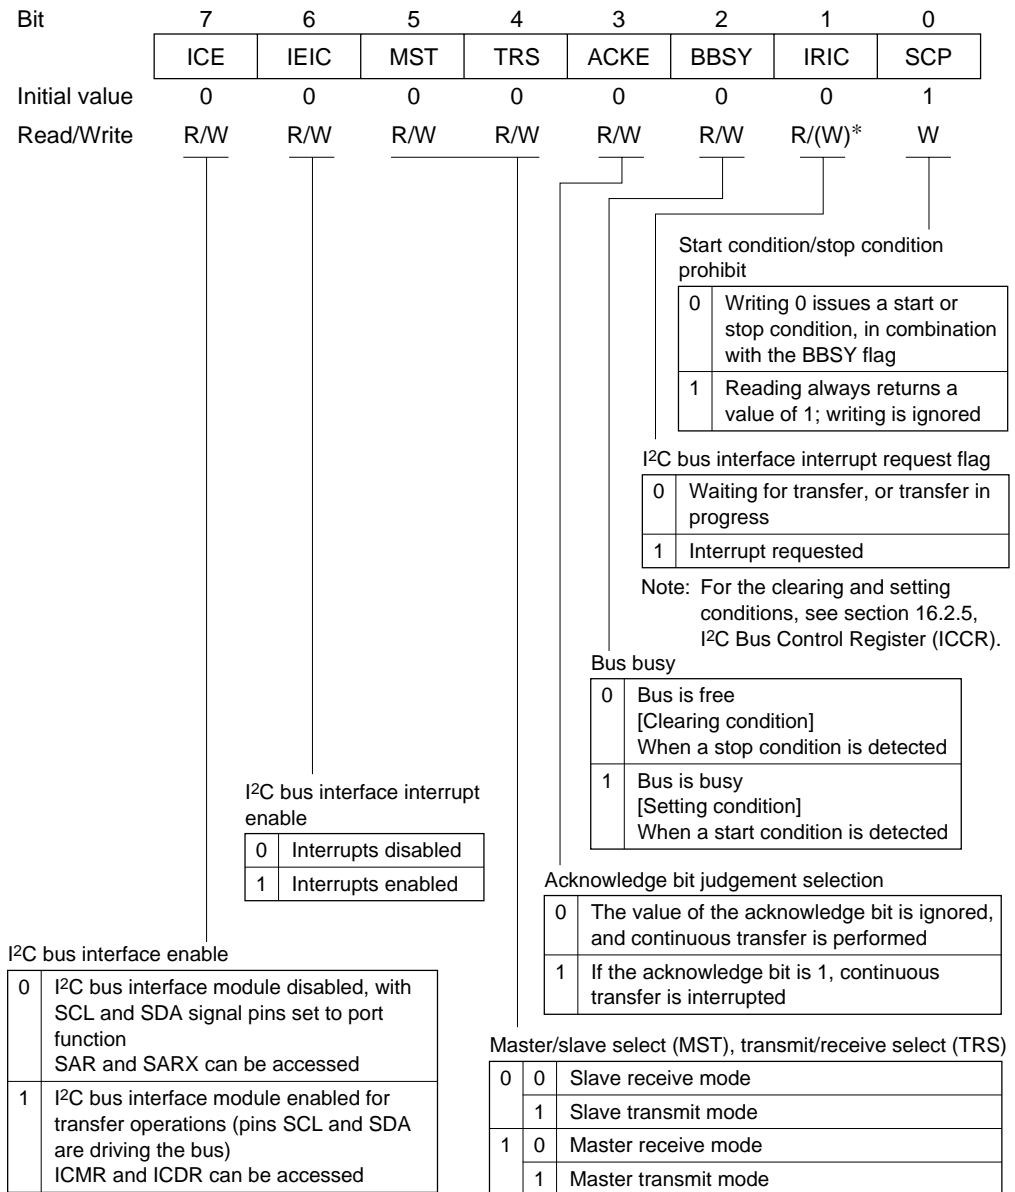 Bit 7 6 5 4 3 2 1 0
ICE IEIC MST TRS ACKE BBSY IRIC SCP
Initial value 0 0 0 0 0 0 0 1
Read/Write R/W R/W R/W R/W R/W R/W R/(W)* W
Start condition/stop condition
prohibit
0 Writing 0 issues a start or
stop condition, in combination
with the BBSY flag
1 Reading always returns a
value of 1; writing is ignored
I2C bus interface interrupt request flag
0 Waiting for transfer, or transfer in
progress
1 Interrupt requested
Note: For the clearing and setting
conditions, see section 16.2.5,
I2C Bus Control Register (ICCR).
Bus busy
0 Bus is free
[Clearing condition]
When a stop condition is detected
1 Bus is busy
[Setting condition]
When a start condition is detected
I2C bus interface interrupt
enable
0 Interrupts disabled
1 Interrupts enabled
Acknowledge bit judgement selection
0 The value of the acknowledge bit is ignored,
and continuous transfer is performed
1 If the acknowledge bit is 1, continuous
transfer is interrupted
I2C bus interface enable
0 I2C bus interface module disabled, with
SCL and SDA signal pins set to port
function
SAR and SARX can be accessed
1 I2C bus interface module enabled for
transfer operations (pins SCL and SDA
are driving the bus)
ICMR and ICDR can be accessed
Master/slave select (MST), transmit/receive select (TRS)
0 0 Slave receive mode
1 Slave transmit mode
1 0 Master receive mode
1 Master transmit mode